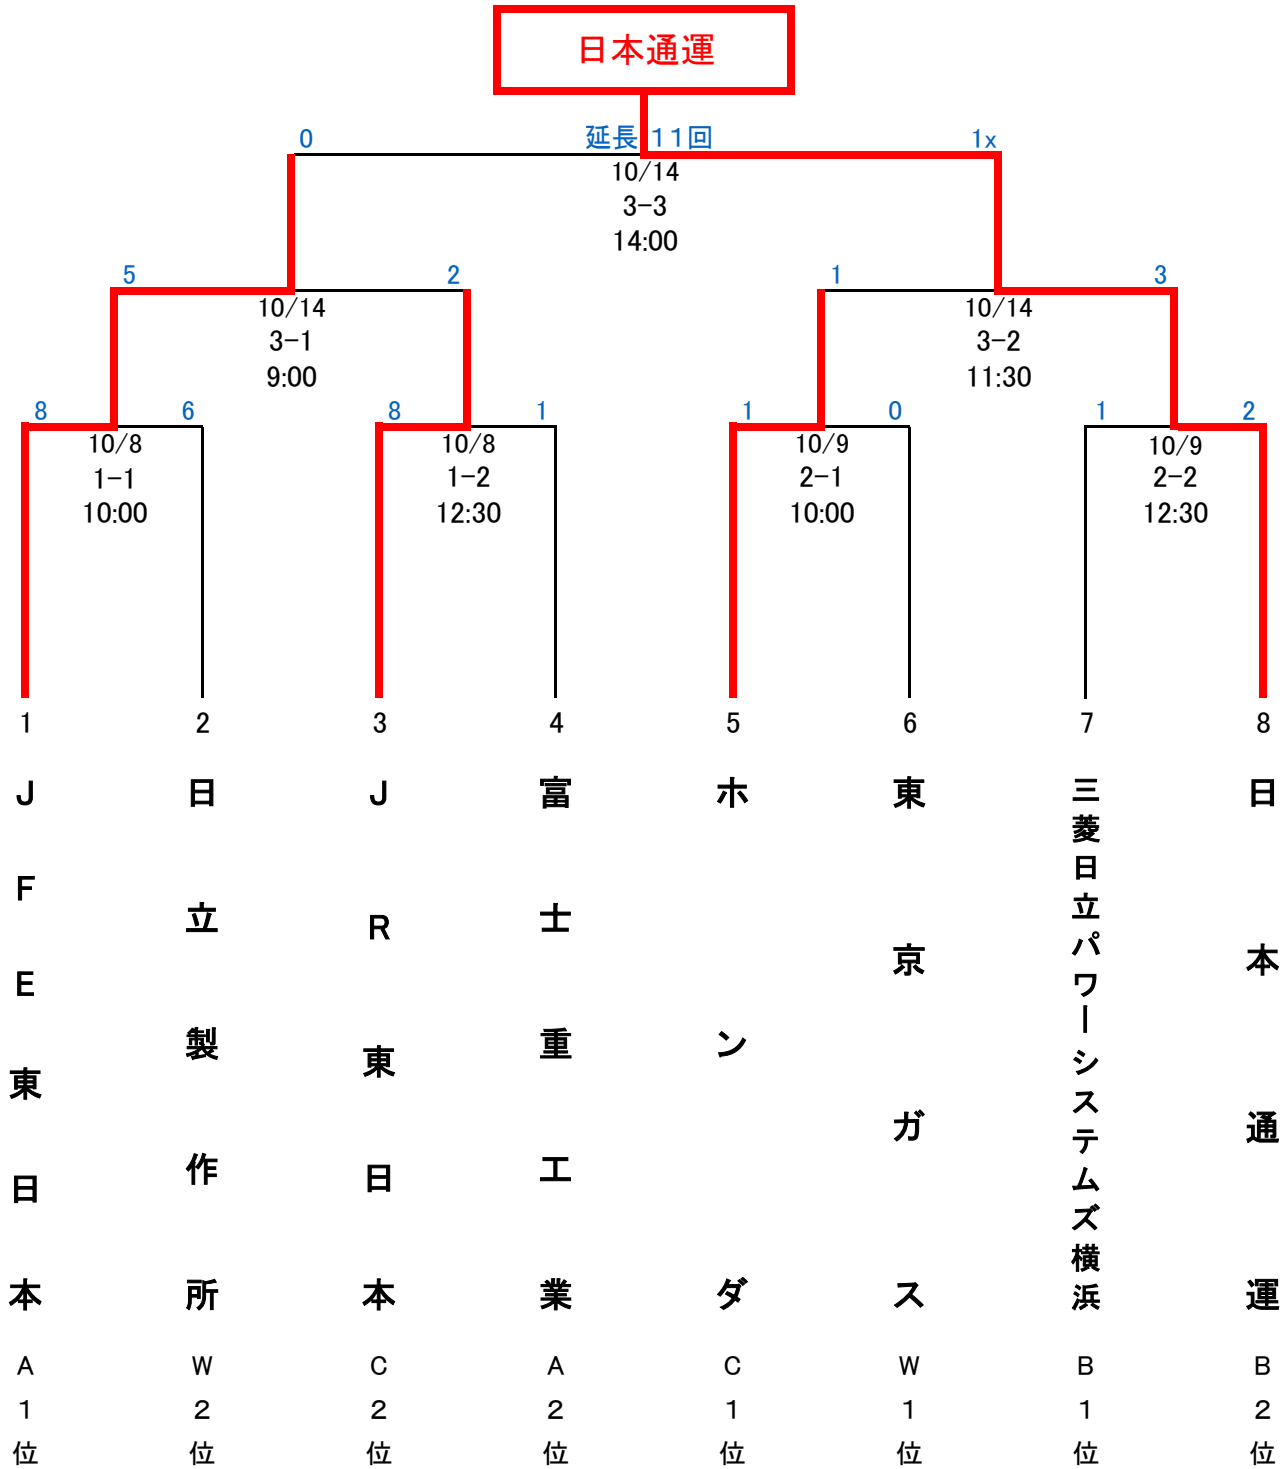 日本通運
0 延長 11回 1x
10/14
3-3
14:00
5 2 1 3
10/14 10/14
3-1 3-2
9:00 11:30
8 6 8 1 1 0 1 2
10/8 10/8 10/9 10/9
1-1 1-2 2-1 2-2
10:00 12:30 10:00 12:30
1 2 3 4 5 6 7 8
JFE東日本
日立製作所
JR東日本
富士重工業
ホンダ
東京ガス
三菱日立パワーシステムズ横浜
日本通運
A1位
W2位
C2位
A2位
C1位
W1位
B1位
B2位